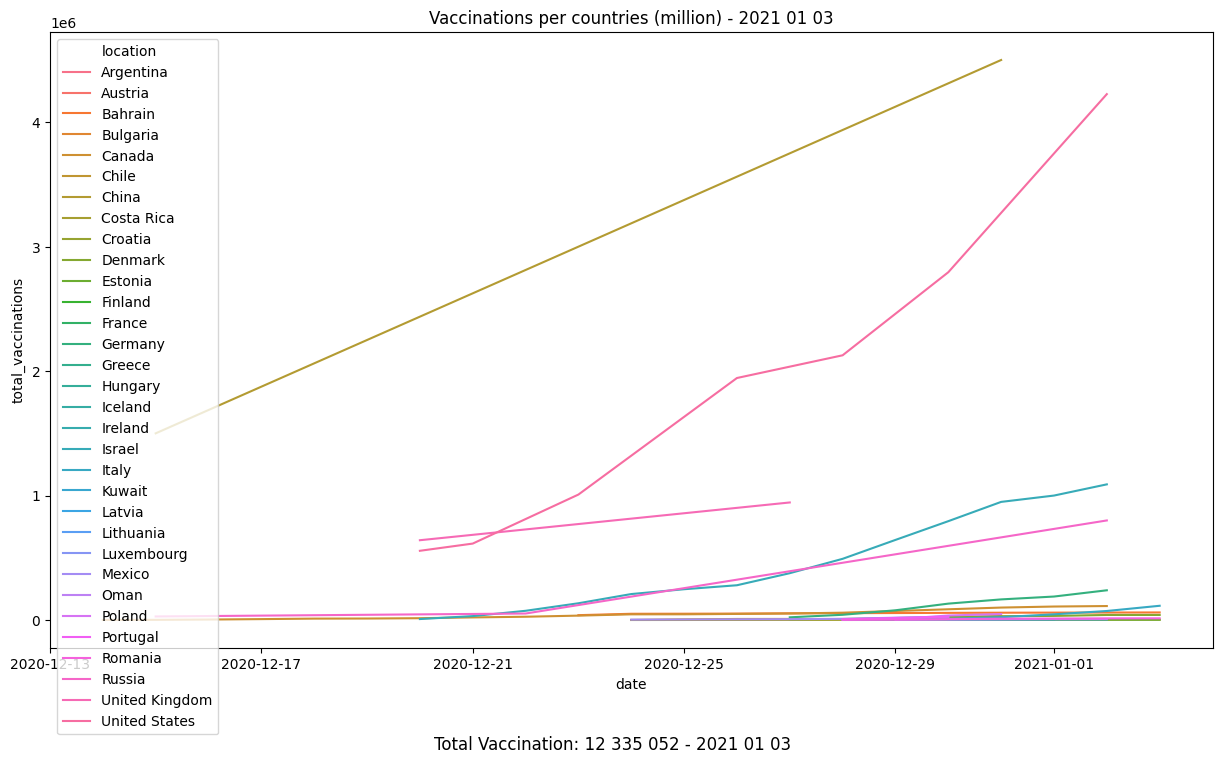 Vaccinations per countries (million) - 2021 01 03
1e6
4
3
2
1
0
total_vaccinations
location
Argentina
Austria
Bahrain
Bulgaria
Canada
Chile
China
Costa Rica
Croatia
Denmark
Estonia
Finland
France
Germany
Greece
Hungary
Iceland
Ireland
Israel
Italy
Kuwait
Latvia
Lithuania
Luxembourg
Mexico
Oman
Poland
Portugal
Romania
Russia
United Kingdom
United States
2020-12-13 2020-12-17 2020-12-21 2020-12-25 2020-12-29 2021-01-01
date
Total Vaccination: 12 335 052 - 2021 01 03